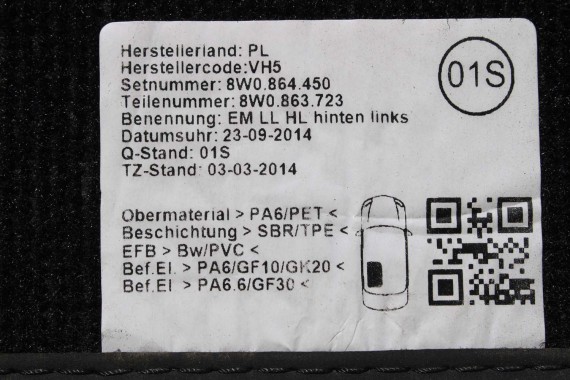 Herstellerland: PL
Herstellercode:VH5
Setnummer: 8W0.864.450
Teilenummer: 8W0.863.723
Benennung: EM LL HL hinten links
Datumsuhr: 23-09-2014
Q-Stand: 01S
TZ-Stand: 03-03-2014
01S
Obermaterial > PA6/PET <
Beschichtung > SBR/TPE <
EFB > Bw/PVC <
Bef.El. > PA6/GF10/GK20 <
Bef.El > PA6.6/GF30 <